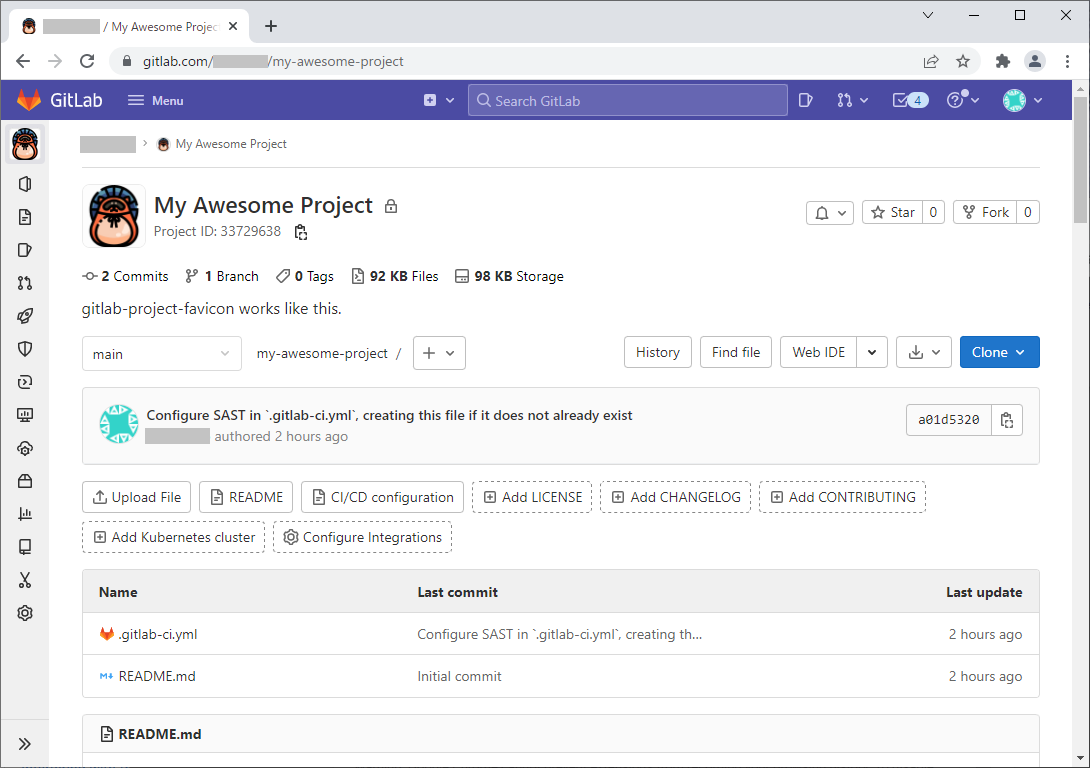 / My Awesome Projec
gitlab.com/ /my-awesome-project
GitLab Menu Search GitLab 4
My Awesome Project
My Awesome Project
Star 0 Fork 0
Project ID: 33729638
2 Commits 1 Branch 0 Tags 92 KB Files 98 KB Storage
gitlab-project-favicon works like this.
main my-awesome-project / History Find file Web IDE Clone
Configure SAST in `.gitlab-ci.yml`, creating this file if it does not already exist
authored 2 hours ago
a01d5320
Upload File README CI/CD configuration Add LICENSE Add CHANGELOG Add CONTRIBUTING
Add Kubernetes cluster Configure Integrations
Name Last commit Last update
.gitlab-ci.yml Configure SAST in `.gitlab-ci.yml`, creating th... 2 hours ago
M README.md Initial commit 2 hours ago
README.md